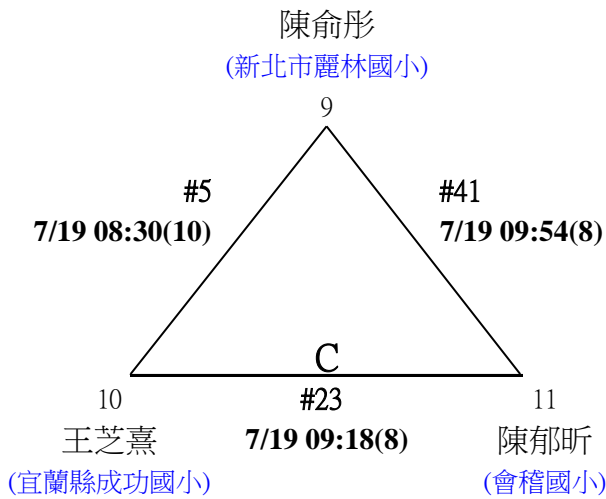 陳俞彤
(新北市麗林國小)
9
#5
7/19 08:30(10)
#41
7/19 09:54(8)
C
10
#23
11
王芝熹
7/19 09:18(8)
陳郁昕
(宜蘭縣成功國小)
(會稽國小)